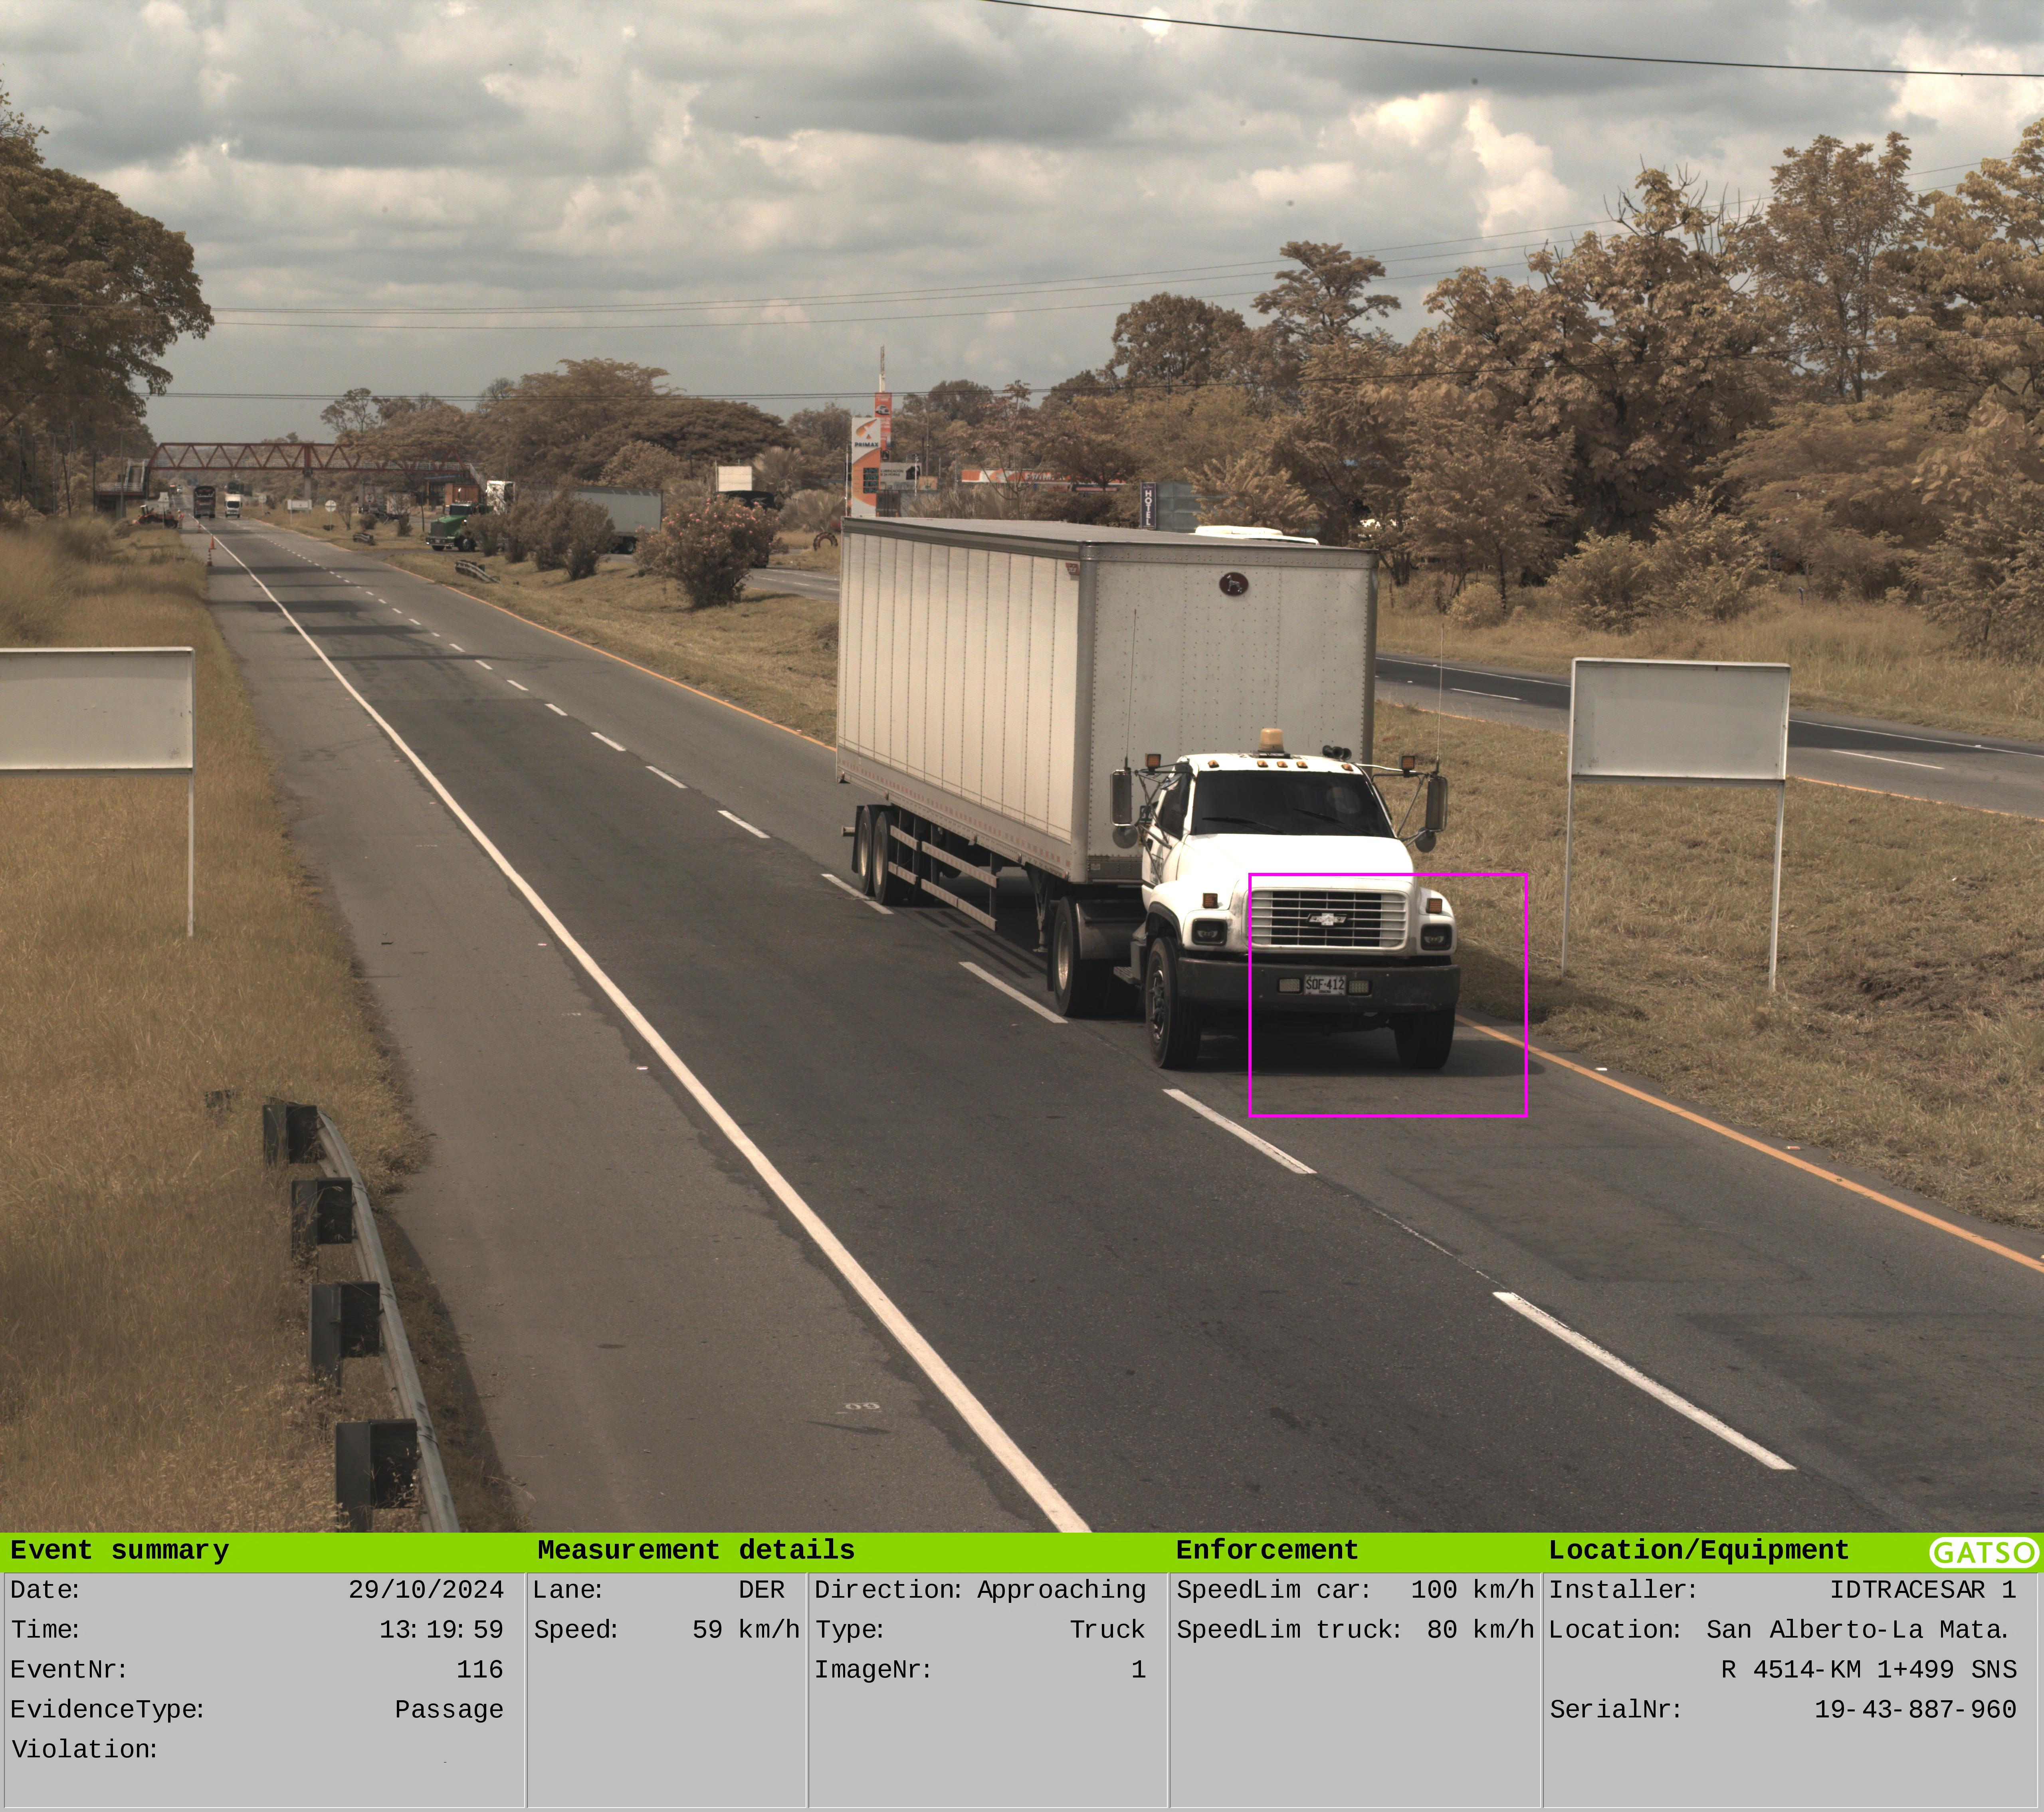 PRIMAX
HOTEL
SQF-412
Event summary
Date: 29/10/2024
Time: 13:19:59
EventNr: 116
EvidenceType: Passage
Violation:
Measurement details
Lane: DER
Speed: 59 km/h
Direction: Approaching
Type: Truck
ImageNr: 1
Enforcement
SpeedLim car: 100 km/h
SpeedLim truck: 80 km/h
Location/Equipment
GATSO
Installer: IDTRACESAR 1
Location: San Alberto-La Mata.
R 4514-KM 1+499 SNS
SerialNr: 19-43-887-960